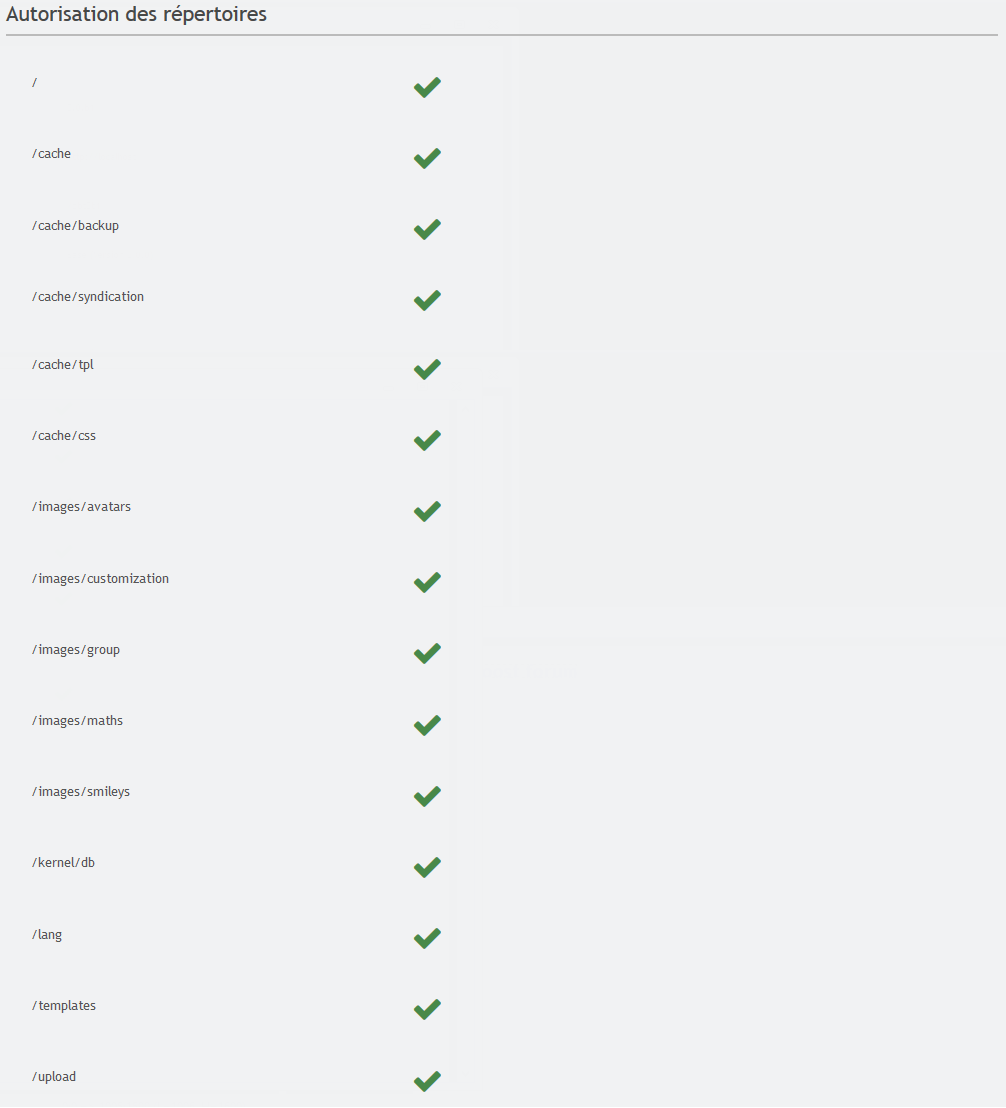 Autorisation des répertoires
/
/cache
/cache/backup
/cache/syndication
/cache/tpl
/cache/css
/images/avatars
/images/customization
/images/group
/images/maths
/images/smileys
/kernel/db
/lang
/templates
/upload